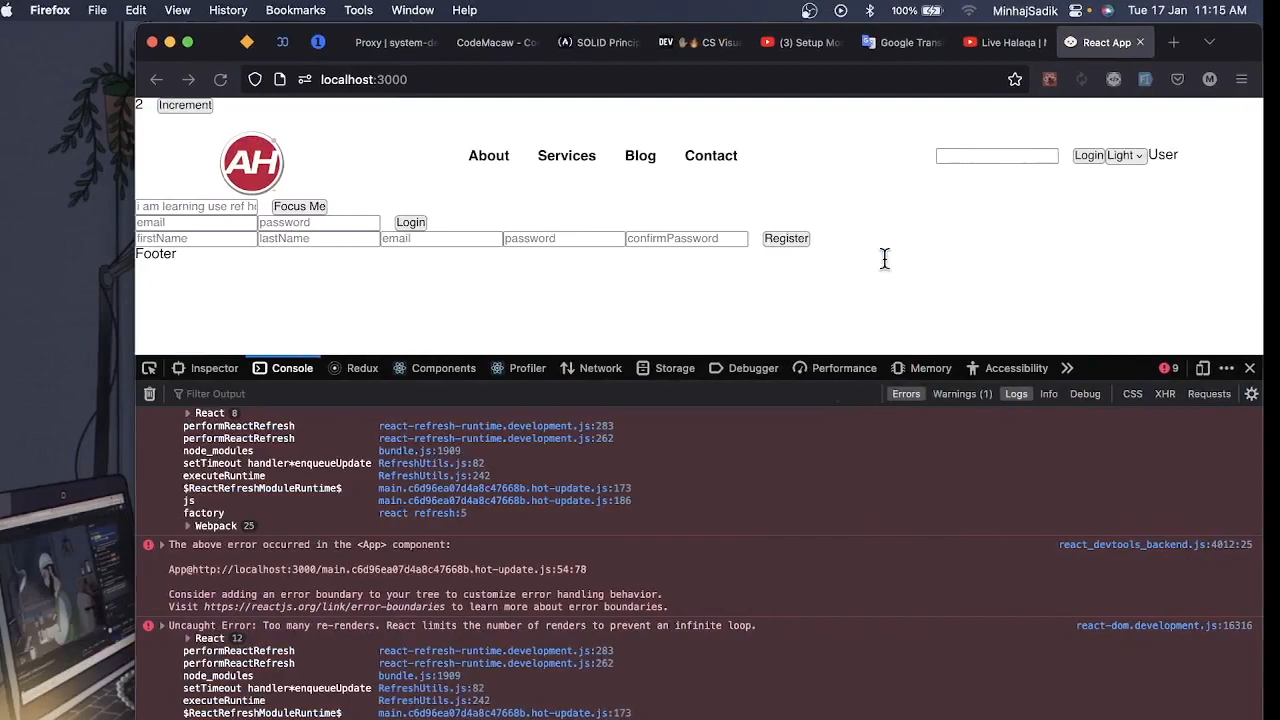 Firefox File Edit View History Bookmarks Tools Window Help 100% MinhajSadik Tue 17 Jan 11:15 AM
Proxy | system-de CodeMacaw - Co (A) SOLID Princip DEV CS Visua (3) Setup Mo Google Trans Live Halaqa | M React App
localhost:3000 M
2 Increment
AH About Services Blog Contact Login Light User
i am learning use ref ho Focus Me
email password Login
firstName lastName email password confirmPassword Register
Footer
Inspector Console Redux Components Profiler Network Storage Debugger Performance Memory Accessibility 9
Filter Output Errors Warnings (1) Logs Info Debug CSS XHR Requests
React 8
performReactRefresh react-refresh-runtime.development.js:283
performReactRefresh react-refresh-runtime.development.js:262
node_modules bundle.js:1909
setTimeout handler*enqueueUpdate RefreshUtils.js:82
executeRuntime RefreshUtils.js:242
$ReactRefreshModuleRuntime$ main.c6d96ea07d4a8c47668b.hot-update.js:173
js main.c6d96ea07d4a8c47668b.hot-update.js:186
factory react refresh:5
Webpack 25
The above error occurred in the <App> component: react_devtools_backend.js:4012:25
App@http://localhost:3000/main.c6d96ea07d4a8c47668b.hot-update.js:54:78
Consider adding an error boundary to your tree to customize error handling behavior.
Visit https://reactjs.org/link/error-boundaries to learn more about error boundaries.
Uncaught Error: Too many re-renders. React limits the number of renders to prevent an infinite loop. react-dom.development.js:16316
React 12
performReactRefresh react-refresh-runtime.development.js:283
performReactRefresh react-refresh-runtime.development.js:262
node_modules bundle.js:1909
setTimeout handler*enqueueUpdate RefreshUtils.js:82
executeRuntime RefreshUtils.js:242
$ReactRefreshModuleRuntime$ main.c6d96ea07d4a8c47668b.hot-update.js:173